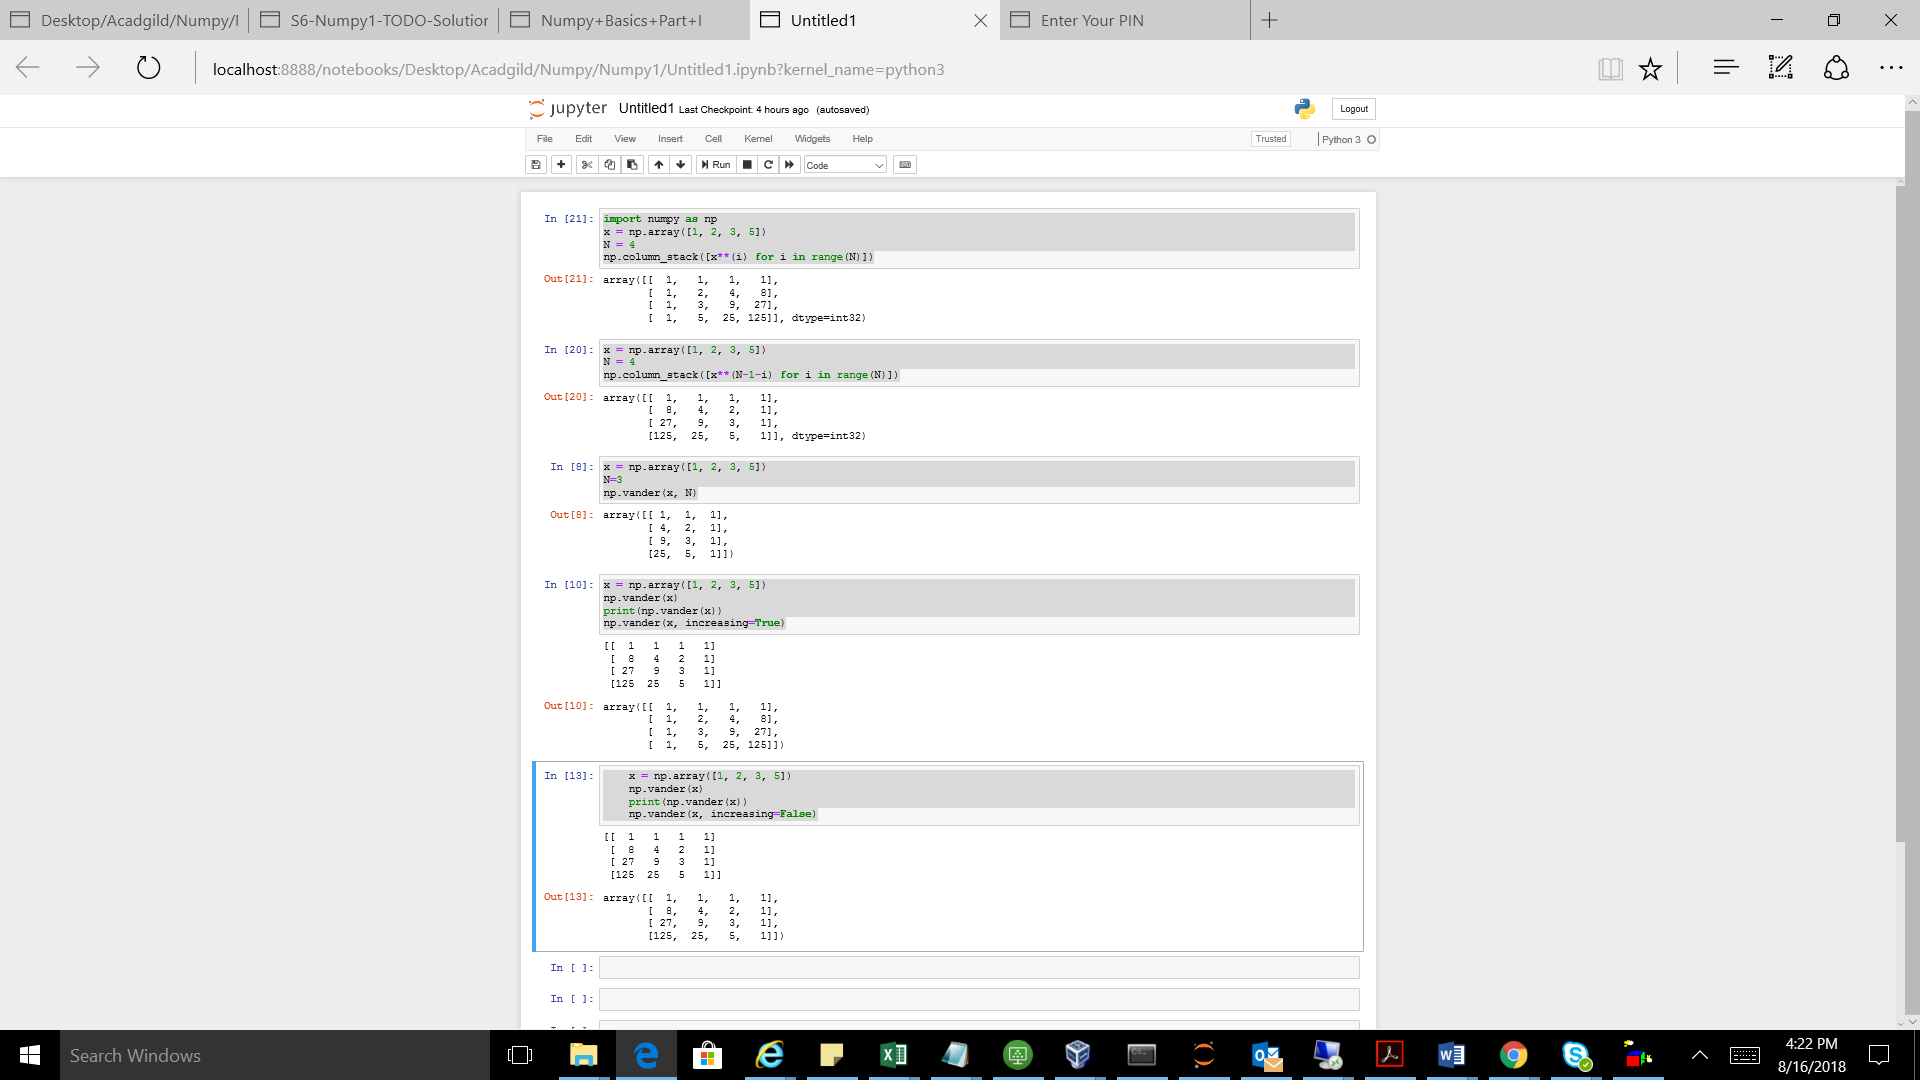 Desktop/Acadgild/Numpy/I
S6-Numpy1-TODO-Solution
Numpy+Basics+Part+I
Untitled1
Enter Your PIN
localhost:8888/notebooks/Desktop/Acadgild/Numpy/Numpy1/Untitled1.ipynb?kernel_name=python3
jupyter Untitled1 Last Checkpoint: 4 hours ago (autosaved)
Logout
File Edit View Insert Cell Kernel Widgets Help
Trusted
Python 3
Run
Code
In [21]: import numpy as np
x = np.array([1, 2, 3, 5])
N = 4
np.column_stack([x**(i) for i in range(N)])
Out[21]: array([[  1,   1,   1,   1],
[  1,   2,   4,   8],
[  1,   3,   9,  27],
[  1,   5,  25, 125]], dtype=int32)
In [20]: x = np.array([1, 2, 3, 5])
N = 4
np.column_stack([x**(N-1-i) for i in range(N)])
Out[20]: array([[  1,   1,   1,   1],
[  8,   4,   2,   1],
[ 27,   9,   3,   1],
[125,  25,   5,   1]], dtype=int32)
In [8]: x = np.array([1, 2, 3, 5])
N=3
np.vander(x, N)
Out[8]: array([[ 1,  1,  1],
[ 4,  2,  1],
[ 9,  3,  1],
[25,  5,  1]])
In [10]: x = np.array([1, 2, 3, 5])
np.vander(x)
print(np.vander(x))
np.vander(x, increasing=True)
[[  1   1   1   1]
[  8   4   2   1]
[ 27   9   3   1]
[125  25   5   1]]
Out[10]: array([[  1,   1,   1,   1],
[  1,   2,   4,   8],
[  1,   3,   9,  27],
[  1,   5,  25, 125]])
In [13]: x = np.array([1, 2, 3, 5])
np.vander(x)
print(np.vander(x))
np.vander(x, increasing=False)
[[  1   1   1   1]
[  8   4   2   1]
[ 27   9   3   1]
[125  25   5   1]]
Out[13]: array([[  1,   1,   1,   1],
[  8,   4,   2,   1],
[ 27,   9,   3,   1],
[125,  25,   5,   1]])
In [ ]:
In [ ]:
Search Windows
4:22 PM
8/16/2018